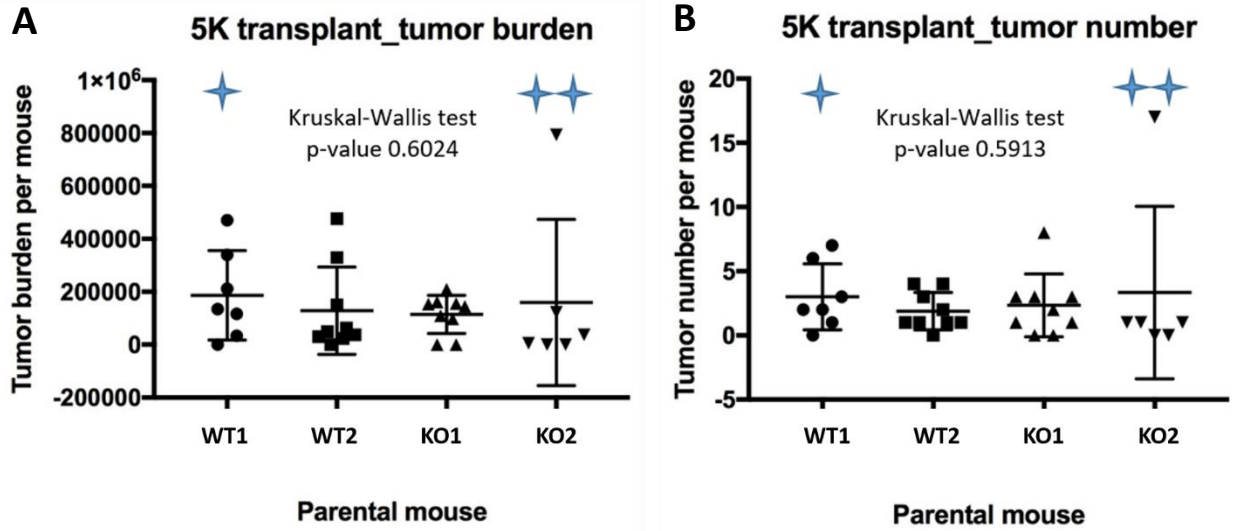 A
5K transplant_tumor burden
Tumor burden per mouse
1×10⁶
800000
600000
400000
200000
0
-200000
Kruskal-Wallis test
p-value 0.6024
WT1 WT2 KO1 KO2
Parental mouse
B
5K transplant_tumor number
Tumor number per mouse
20
15
10
5
0
-5
Kruskal-Wallis test
p-value 0.5913
WT1 WT2 KO1 KO2
Parental mouse